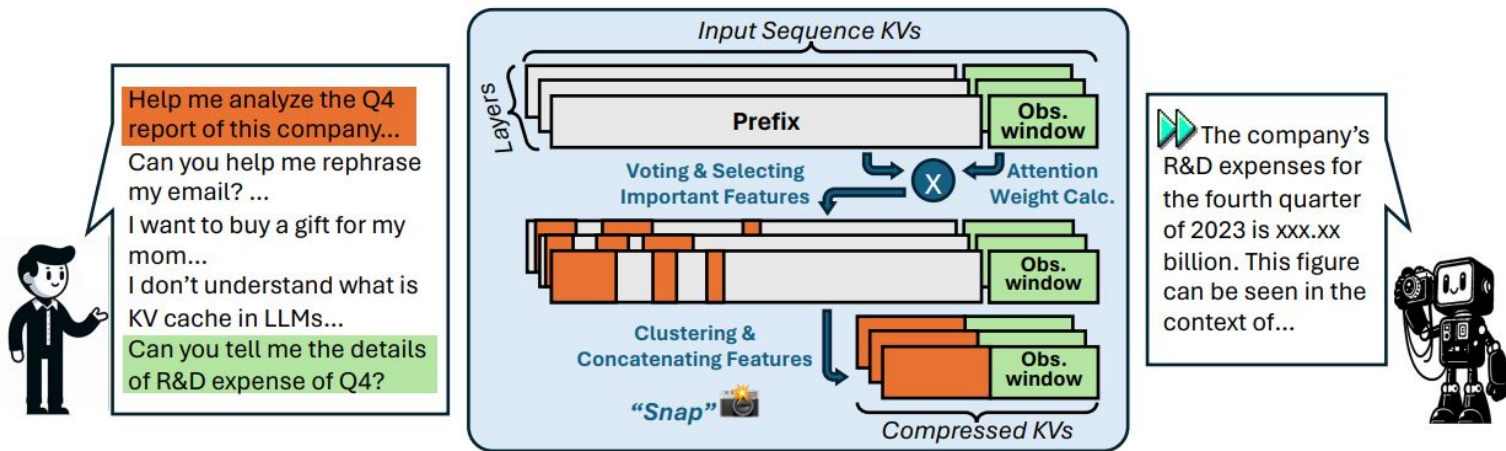 Help me analyze the Q4
report of this company...
Can you help me rephrase
my email? ...
I want to buy a gift for my
mom...
I don't understand what is
KV cache in LLMs...
Can you tell me the details
of R&D expense of Q4?
Input Sequence KVs
Layers
Prefix
Obs.
window
Voting & Selecting
Important Features
X
Attention
Weight Calc.
Obs.
window
Clustering &
Concatenating Features
"Snap"
Obs.
window
Compressed KVs
The company's
R&D expenses for
the fourth quarter
of 2023 is xxx.xx
billion. This figure
can be seen in the
context of...